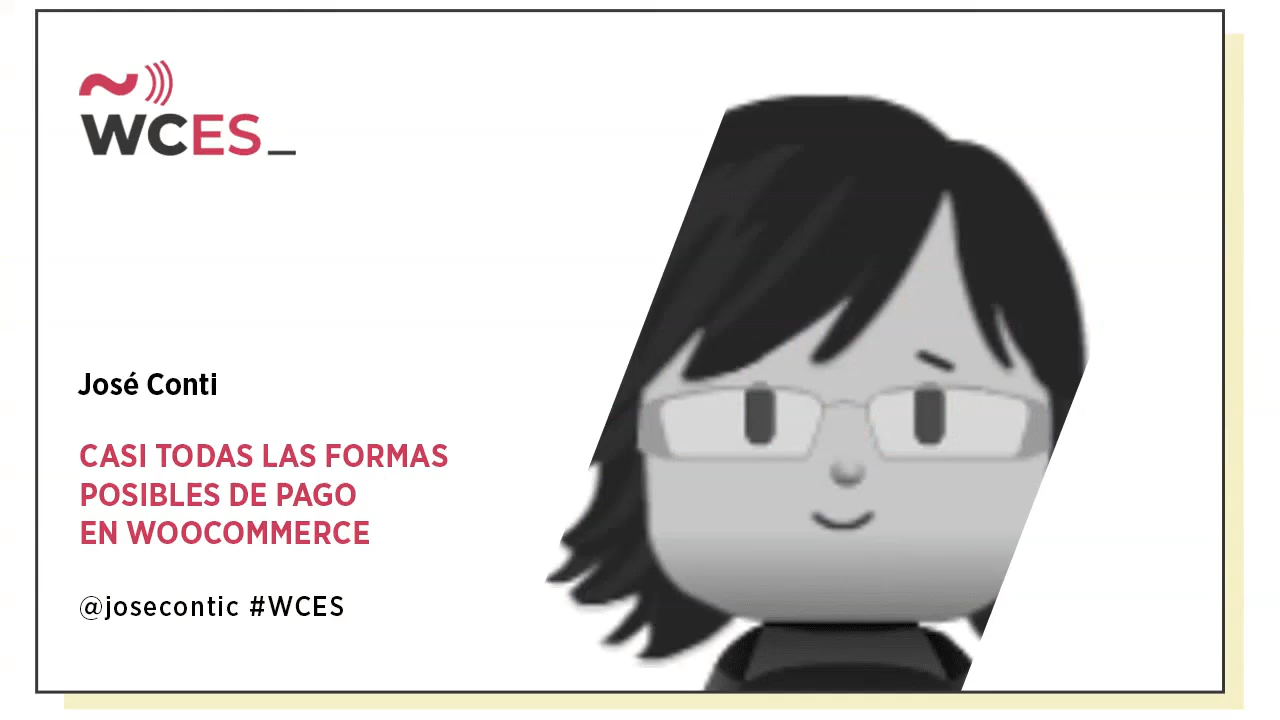 WCES_
José Conti
CASI TODAS LAS FORMAS
POSIBLES DE PAGO
EN WOOCOMMERCE
@josecontic #WCES